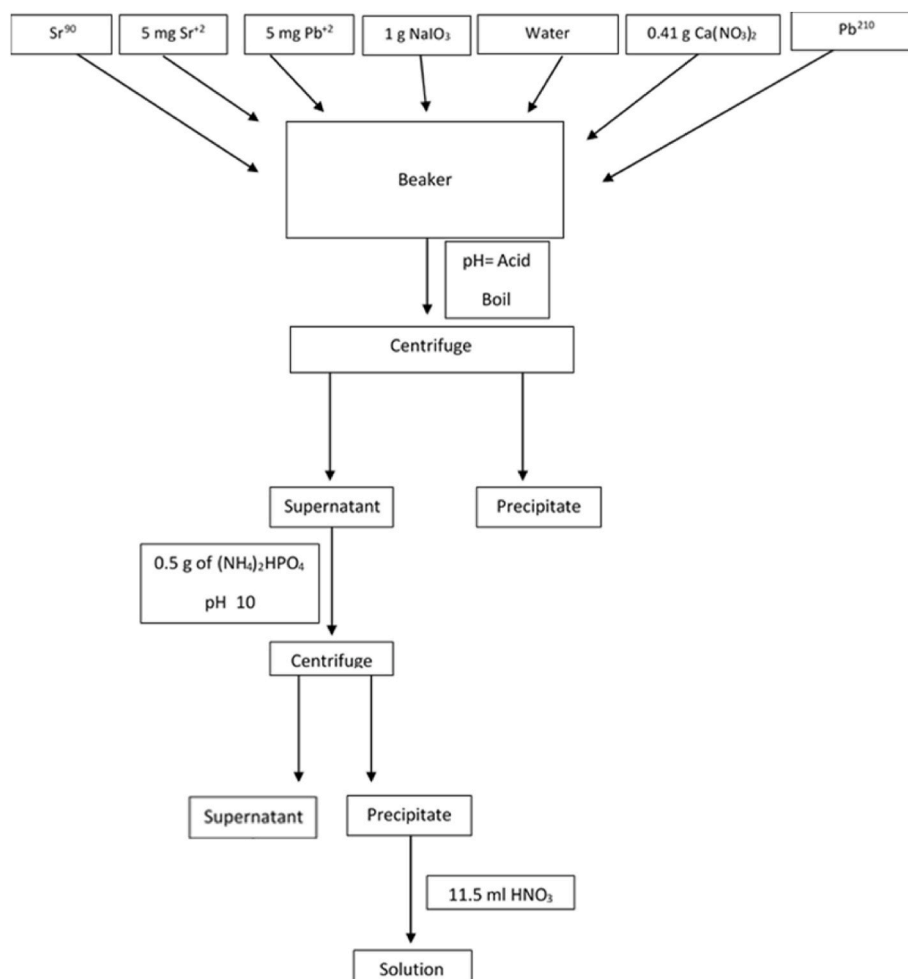 Sr⁹⁰
5 mg Sr⁺²
5 mg Pb⁺²
1 g NaIO₃
Water
0.41 g Ca(NO₃)₂
Pb²¹⁰
Beaker
pH= Acid
Boil
Centrifuge
Supernatant
Precipitate
0.5 g of (NH₄)₂HPO₄
pH 10
Centrifuge
Supernatant
Precipitate
11.5 ml HNO₃
Solution